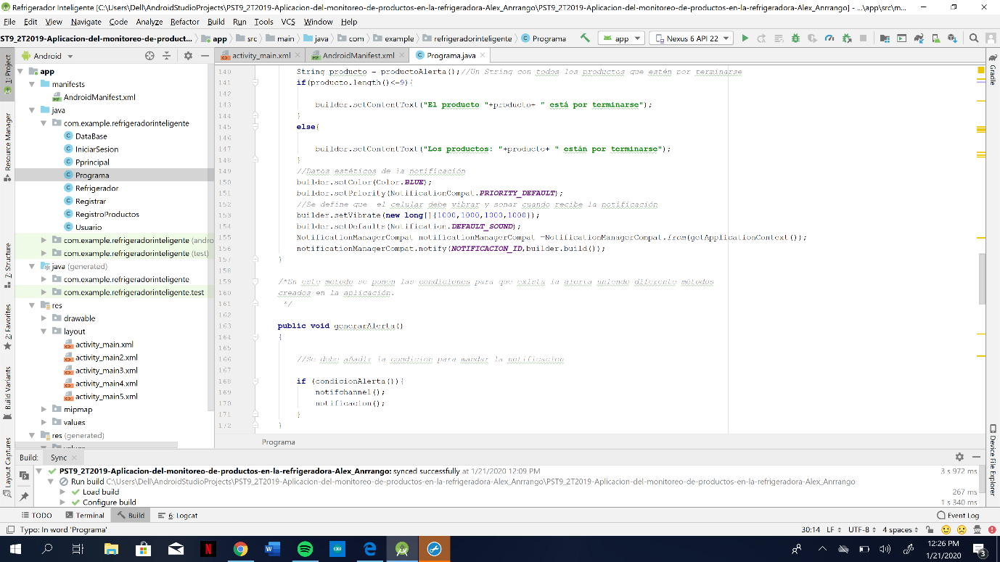 Refrigerador Inteligente [C:\Users\Dell\AndroidStudioProjects\PST9_2T2019-Aplicacion-del-monitoreo-de-productos-en-la-refrigeradora-Alex_Anrrango\PST9_2T2019-Aplicacion-del-monitoreo-de-productos-en-la-refrigeradora-Alex_Anrrango] - ...\app\src\m...
File Edit View Navigate Code Analyze Refactor Build Run Tools VCS Window Help
ST9_2T2019-Aplicacion-del-monitoreo-de-product... app src main java com example refrigeradorinteligente Programa app Nexus 6 API 22
Android activity_main.xml AndroidManifest.xml Programa.java
1: Project
Resource Manager
7: Structure
2: Favorites
Build Variants
Layout Captures
app
manifests
AndroidManifest.xml
java
com.example.refrigeradorinteligente
DataBase
IniciarSesion
Pprincipal
Programa
Refrigerador
Registrar
RegistroProductos
Usuario
com.example.refrigeradorinteligente (andro
com.example.refrigeradorinteligente (test)
java (generated)
com.example.refrigeradorinteligente
com.example.refrigeradorinteligente.test
res
drawable
layout
activity_main.xml
activity_main2.xml
activity_main3.xml
activity_main4.xml
activity_main5.xml
mipmap
values
res (generated)
140 String producto = productoAlerta();//Un String con todos los productos que estén por terminarse
141 if(producto.length()<=9){
142
143 builder.setContentText("El producto "+producto+ " está por terminarse");
144 }
145 else{
146
147 builder.setContentText("Los productos: "+producto+ " están por terminarse");
148 }
149 //Datos estéticos de la notificación
150 builder.setColor(Color.BLUE);
151 builder.setPriority(NotificationCompat.PRIORITY_DEFAULT);
152 //Se define que  el celular debe vibrar y sonar cuando recibe la notificación
153 builder.setVibrate(new long[]{1000,1000,1000,1000});
154 builder.setDefaults(Notification.DEFAULT_SOUND);
155 NotificationManagerCompat notificationManagerCompat =NotificationManagerCompat.from(getApplicationContext());
156 notificationManagerCompat.notify(NOTIFICACION_ID,builder.build());
157 }
158
159 /*En este metodo se ponen las condiciones para que exista la alerta uniendo diferente métodos
160 creados en la aplicación.
161 */
162
163 public void generarAlerta()
164 {
165
166 //Se debe añadir la condicion para mandar la notificacion
167
168 if (condicionAlerta()){
169 notifchannel();
170 notificacion();
171 }
172 }
Programa
Gradle
Device File Explorer
Build: Sync
PST9_2T2019-Aplicacion-del-monitoreo-de-productos-en-la-refrigeradora-Alex_Anrrango: synced successfully at 1/21/2020 12:09 PM 3 s 972 ms
Run build C:\Users\Dell\AndroidStudioProjects\PST9_2T2019-Aplicacion-del-monitoreo-de-productos-en-la-refrigeradora-Alex_Anrrango\PST9_2T2019-Aplicacion-del-monitoreo-de-productos-en-la-refrigeradora-Alex_Anrrango
Load build 267 ms
Configure build 1 s 340 ms
TODO Terminal Build 6: Logcat Event Log
Typo: In word 'Programa' 30:14 LF UTF-8 4 spaces
12:26 PM
1/21/2020
3